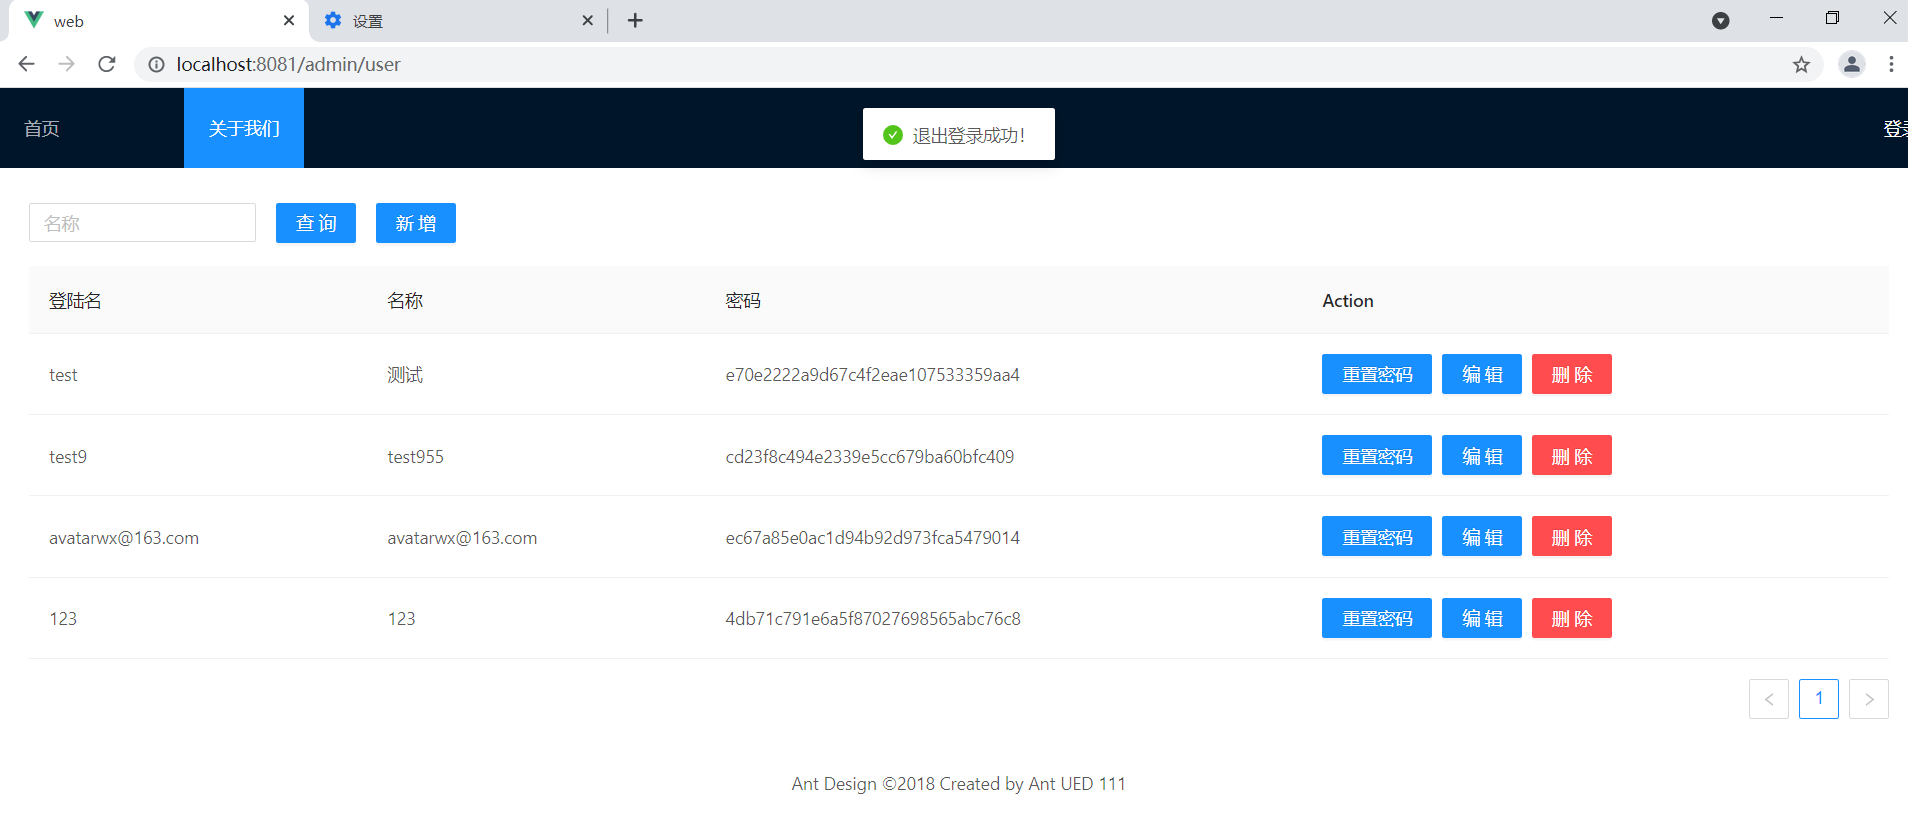 web
设置
localhost:8081/admin/user
首页 关于我们 登录
退出登录成功！
名称 查询 新增
登陆名 名称 密码 Action
test 测试 e70e2222a9d67c4f2eae107533359aa4 重置密码 编辑 删除
test9 test955 cd23f8c494e2339e5cc679ba60bfc409 重置密码 编辑 删除
avatarwx@163.com avatarwx@163.com ec67a85e0ac1d94b92d973fca5479014 重置密码 编辑 删除
123 123 4db71c791e6a5f87027698565abc76c8 重置密码 编辑 删除
1
Ant Design ©2018 Created by Ant UED 111